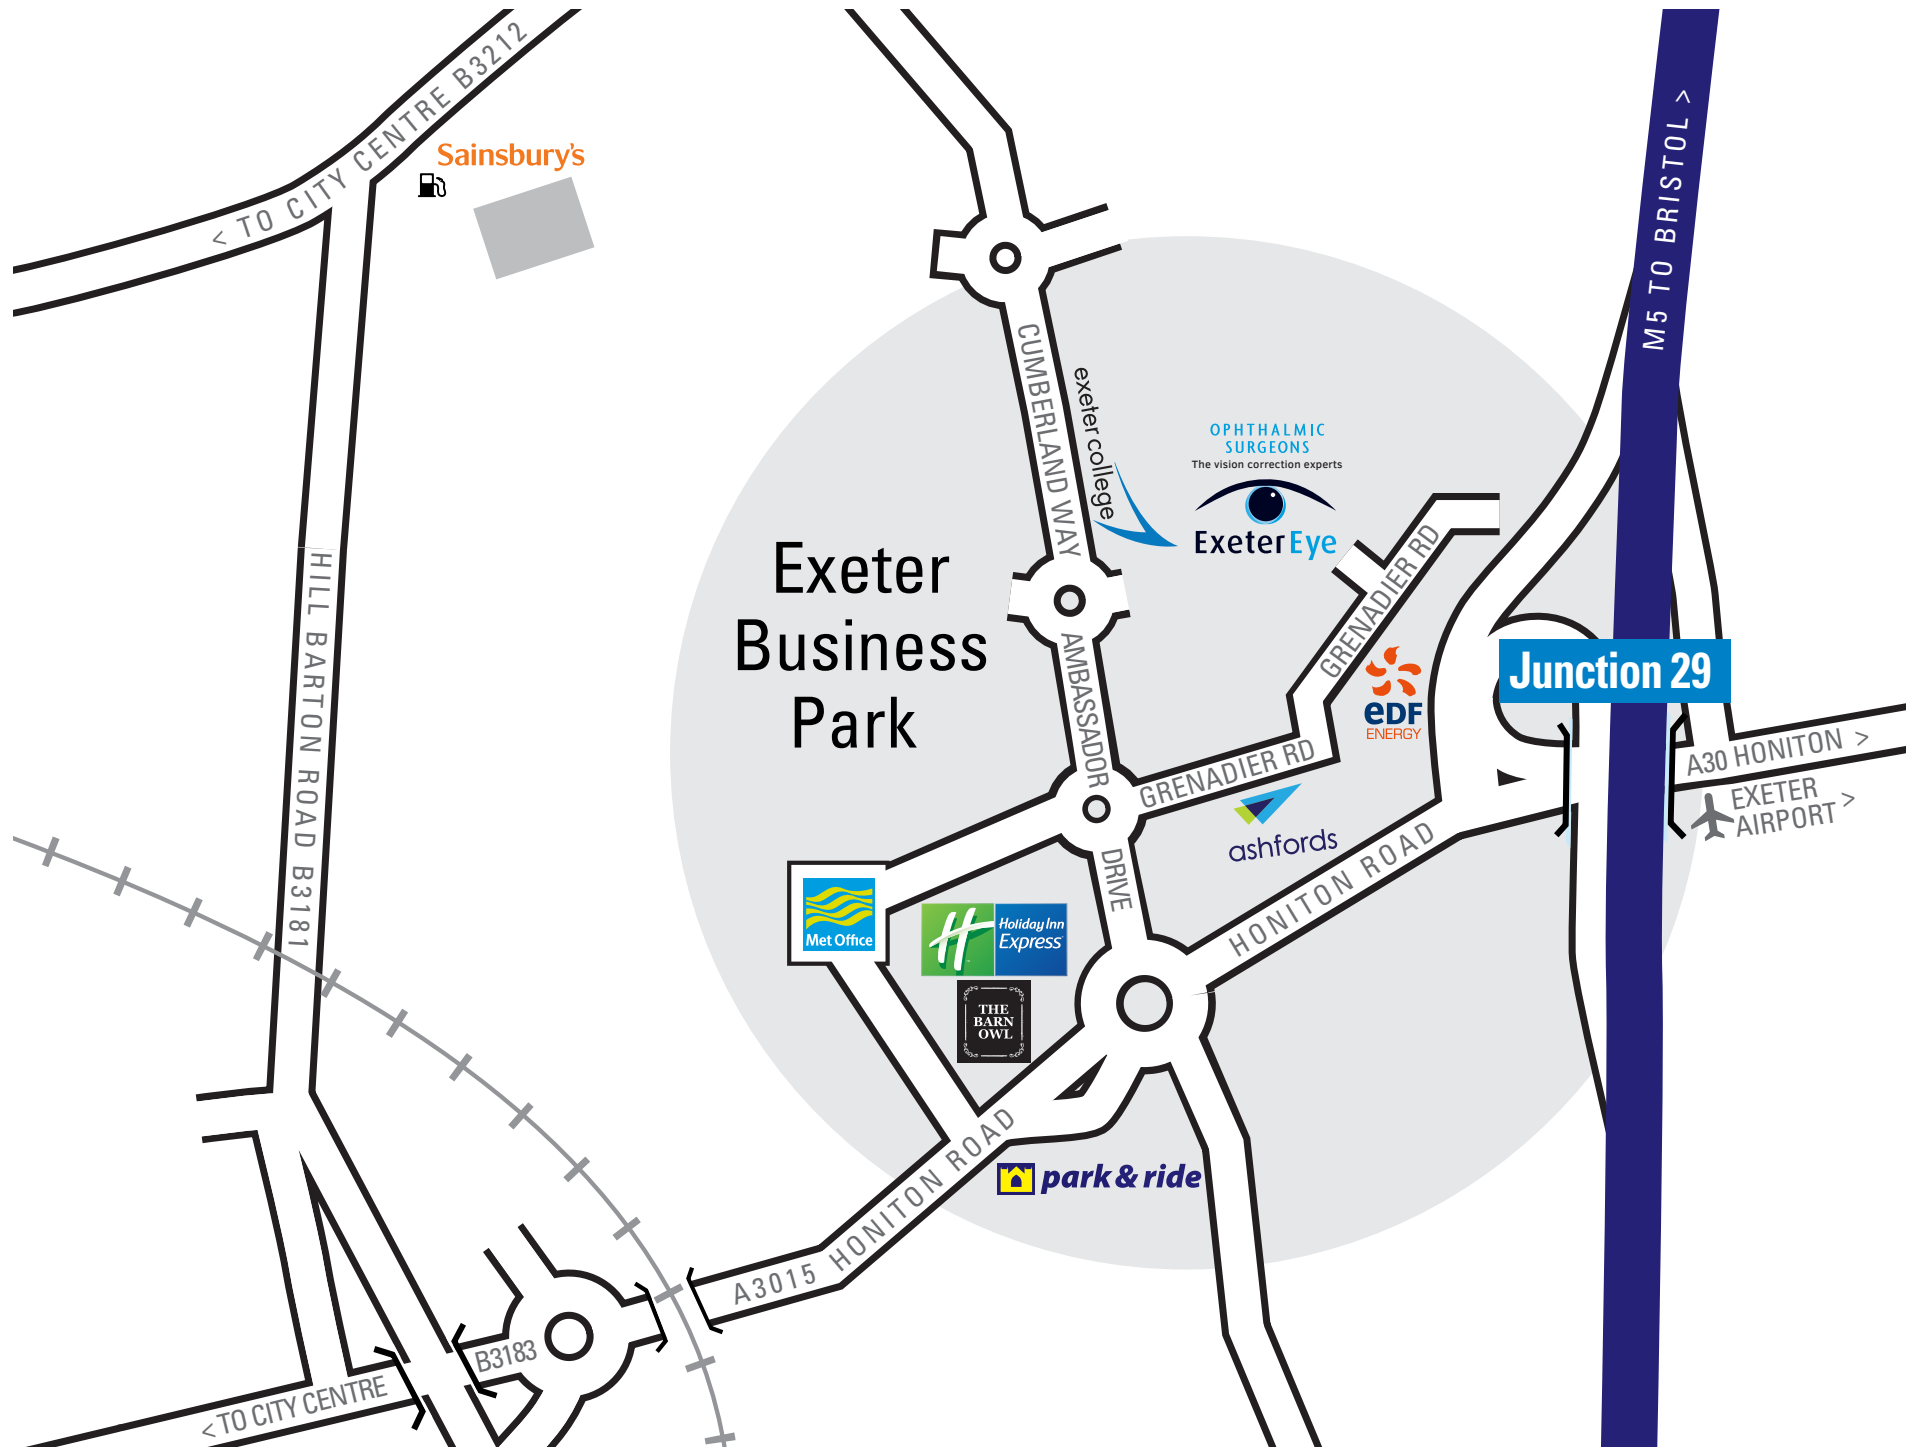 < TO CITY CENTRE B3212
Sainsbury's
M5 TO BRISTOL >
CUMBERLAND WAY
exeter college
OPHTHALMIC
SURGEONS
The vision correction experts
ExeterEye
Exeter
Business
Park
GRENADIER RD
HILL BARTON ROAD B3181
AMBASSADOR
DRIVE
eDF
ENERGY
Junction 29
GRENADIER RD
A30 HONITON >
EXETER
AIRPORT >
ashfords
HONITON ROAD
Met Office
Holiday Inn
Express
THE
BARN
OWL
park & ride
A3015 HONITON ROAD
B3183
< TO CITY CENTRE